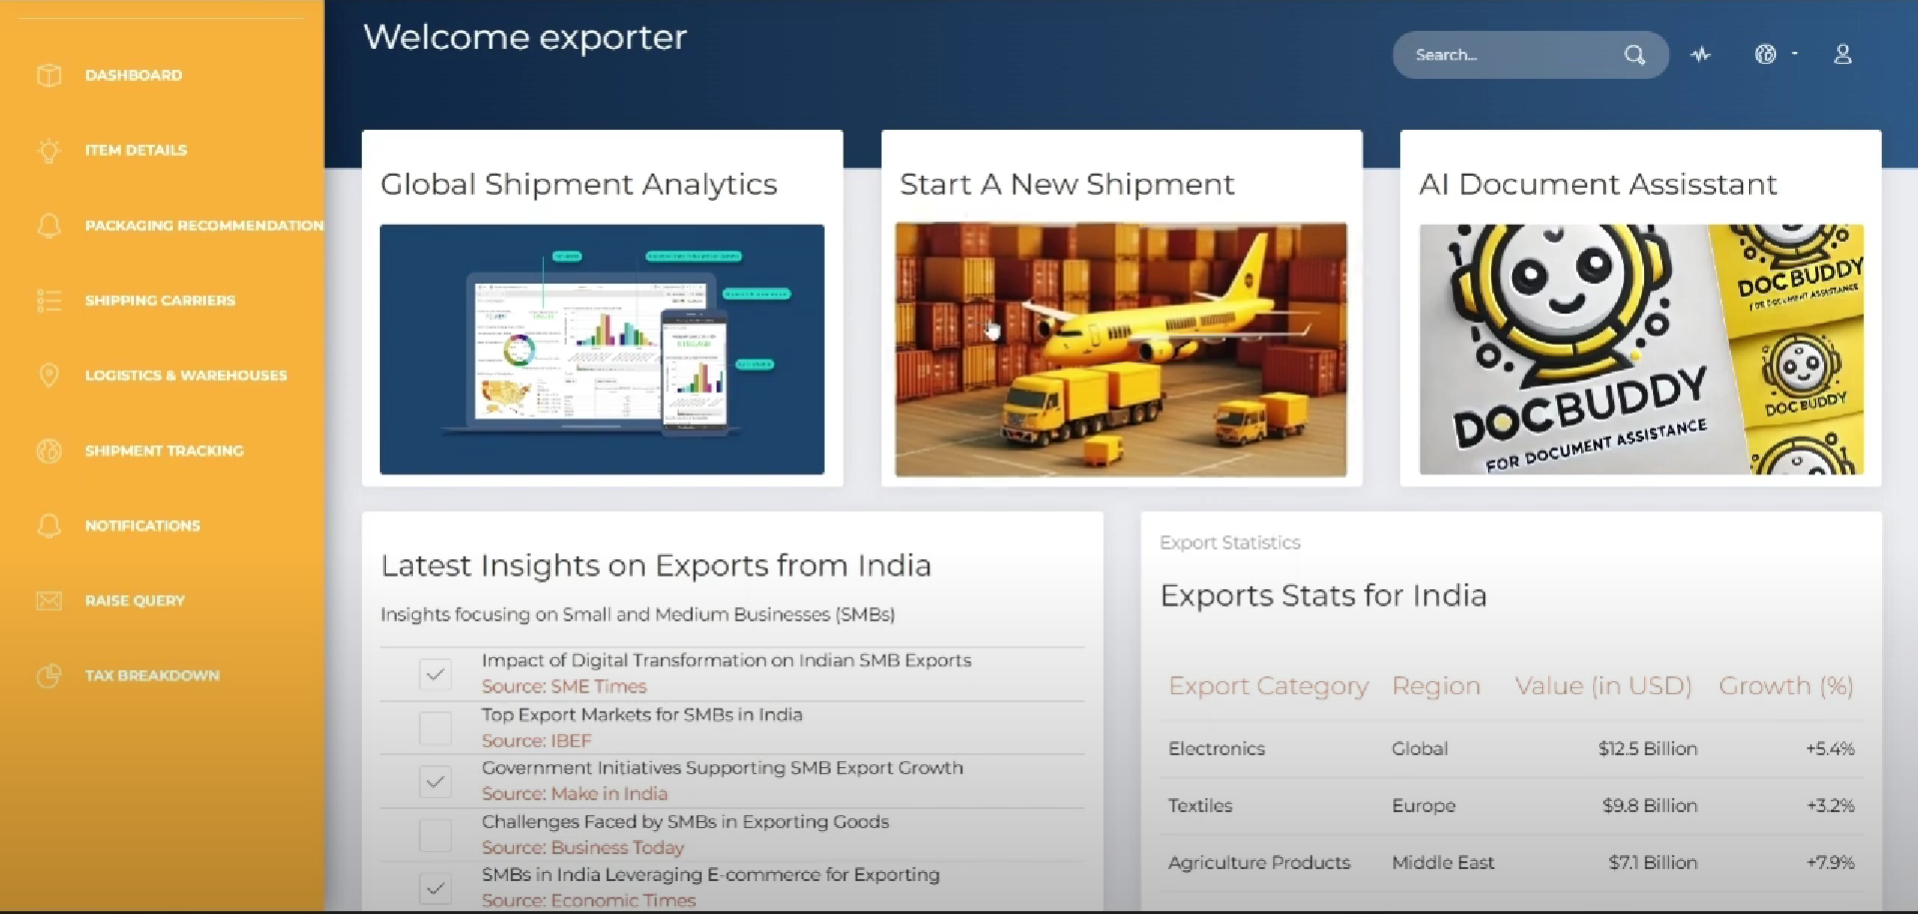 Welcome exporter
Search...
DASHBOARD
ITEM DETAILS
PACKAGING RECOMMENDATION
SHIPPING CARRIERS
LOGISTICS & WAREHOUSES
SHIPMENT TRACKING
NOTIFICATIONS
RAISE QUERY
TAX BREAKDOWN
Global Shipment Analytics
Start A New Shipment
AI Document Assisstant
DOCBUDDY
FOR DOCUMENT ASSISTANCE
DOCBUDDY
FOR DOCUMENT ASSISTANCE
DOCBUDDY
Latest Insights on Exports from India
Insights focusing on Small and Medium Businesses (SMBs)
Impact of Digital Transformation on Indian SMB Exports
Source: SME Times
Top Export Markets for SMBs in India
Source: IBEF
Government Initiatives Supporting SMB Export Growth
Source: Make in India
Challenges Faced by SMBs in Exporting Goods
Source: Business Today
SMBs in India Leveraging E-commerce for Exporting
Source: Economic Times
Export Statistics
Exports Stats for India
Export Category Region Value (in USD) Growth (%)
Electronics Global $12.5 Billion +5.4%
Textiles Europe $9.8 Billion +3.2%
Agriculture Products Middle East $7.1 Billion +7.9%